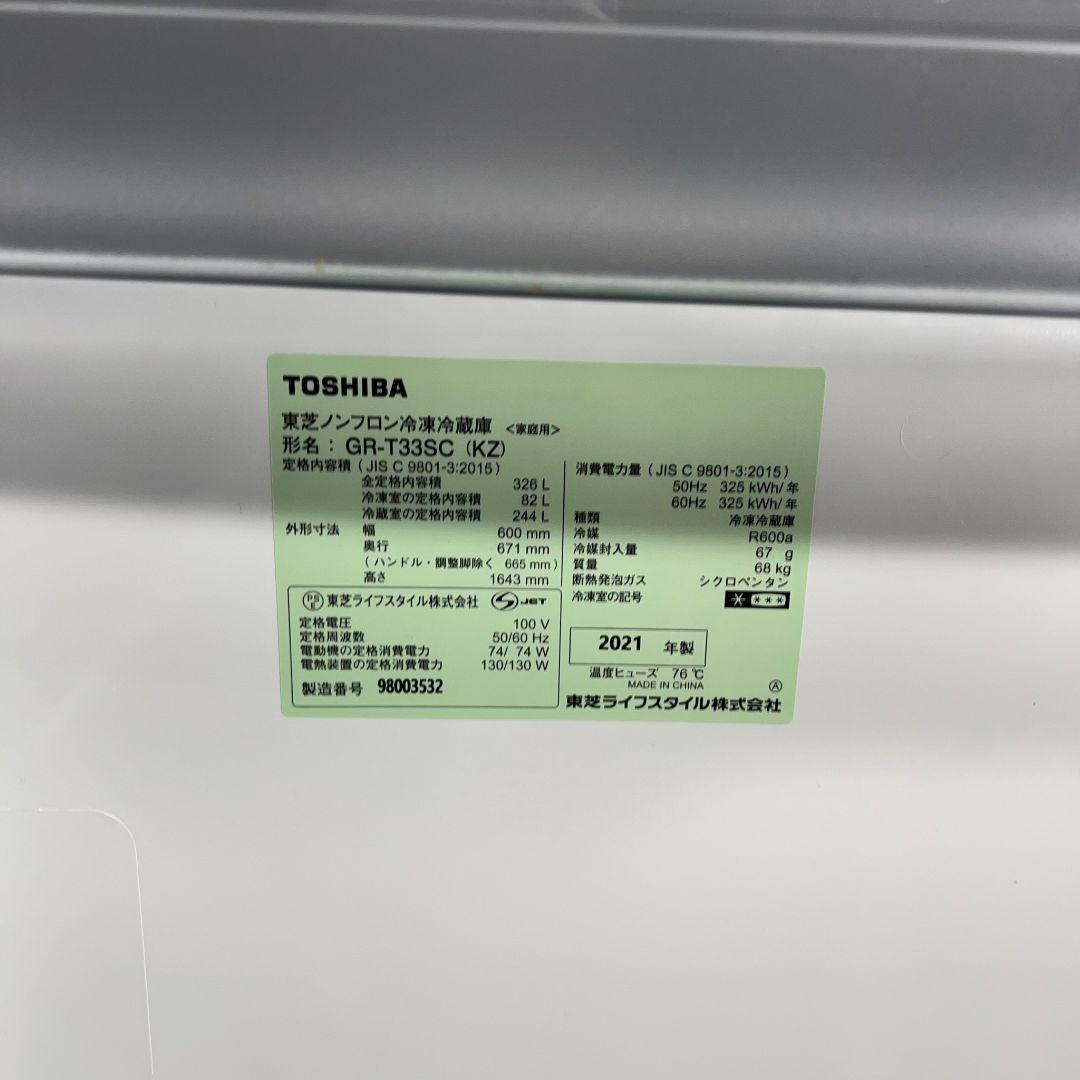 TOSHIBA
東芝ノンフロン冷凍冷蔵庫 <家庭用>
形名: GR-T33SC (KZ)
定格内容積 (JIS C 9801-3:2015)
全定格内容積 326 L
冷凍室の定格内容積 82 L
冷蔵室の定格内容積 244 L
外形寸法 幅 600 mm
奥行 671 mm
(ハンドル・調整脚除く 665 mm)
高さ 1643 mm
PSE 東芝ライフスタイル株式会社 S JET
定格電圧 100 V
定格周波数 50/60 Hz
電動機の定格消費電力 74/ 74 W
電熱装置の定格消費電力 130/130 W
製造番号 98003532
消費電力量 (JIS C 9801-3:2015)
50Hz 325 kWh/年
60Hz 325 kWh/年
種類 冷凍冷蔵庫
冷媒 R600a
冷媒封入量 67 g
質量 68 kg
断熱発泡ガス シクロペンタン
冷凍室の記号 * ***
2021 年製
温度ヒューズ 76℃
MADE IN CHINA Ⓐ
東芝ライフスタイル株式会社